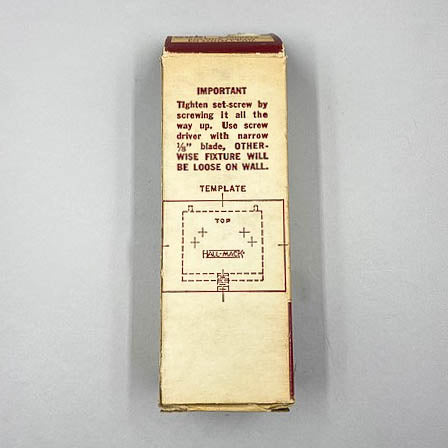 IMPORTANT
Tighten set-screw by
screwing it all the
way up. Use screw
driver with narrow
⅛" blade, OTHER-
WISE FIXTURE WILL
BE LOOSE ON WALL.
TEMPLATE
TOP
HALL-MACK